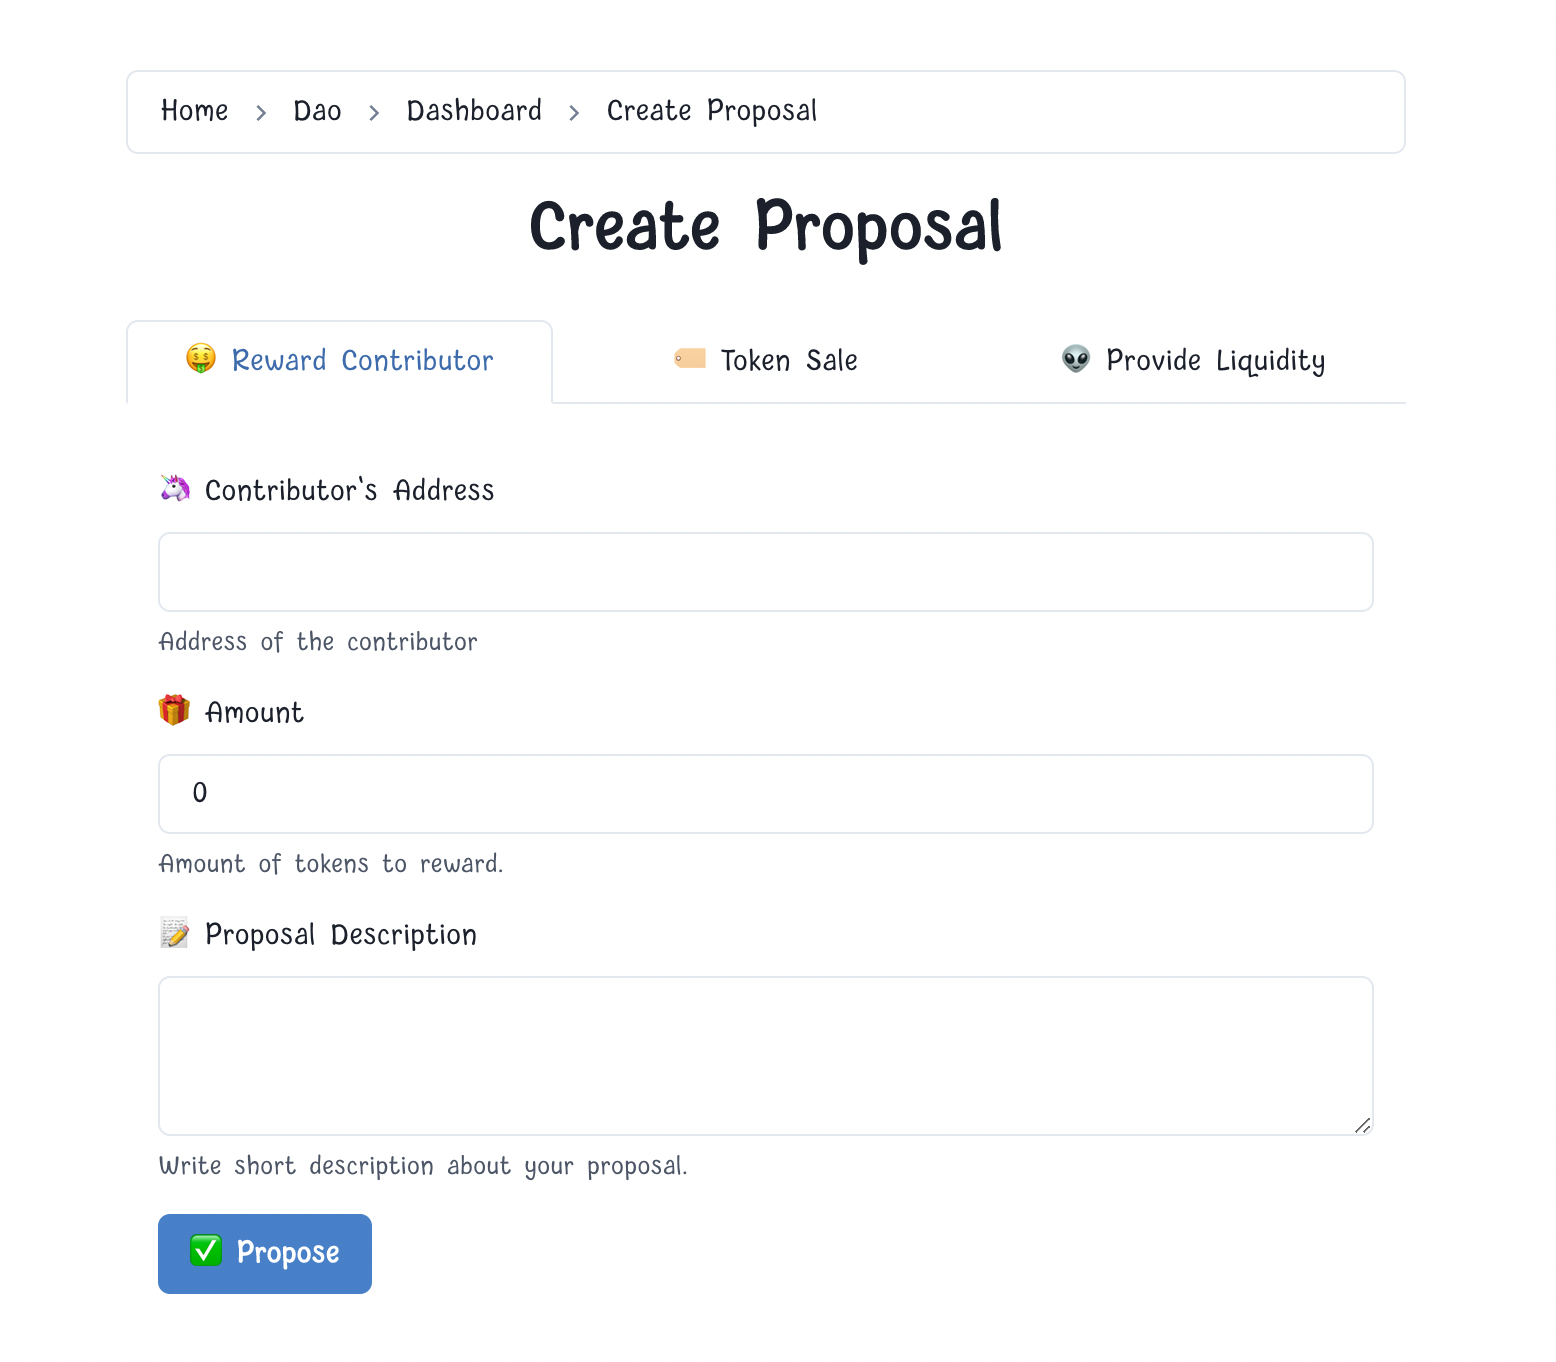 Home > Dao > Dashboard > Create Proposal
Create Proposal
🤑 Reward Contributor 🏷️ Token Sale 👽 Provide Liquidity
🦄 Contributor's Address
Address of the contributor
🎁 Amount
0
Amount of tokens to reward.
📝 Proposal Description
Write short description about your proposal.
✅ Propose